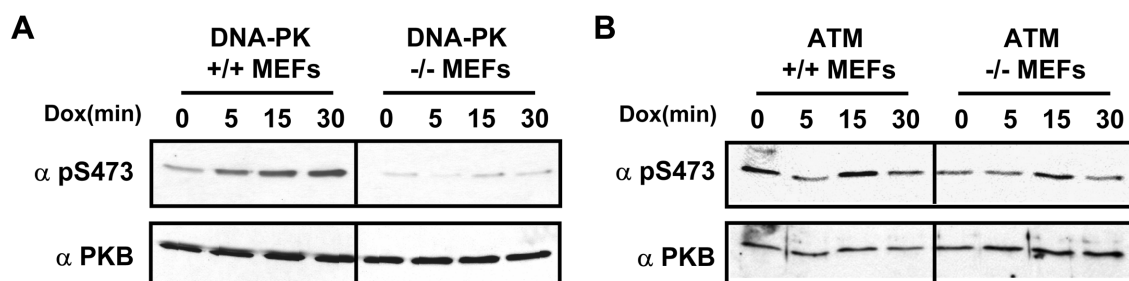 A
DNA-PK +/+ MEFs
DNA-PK -/- MEFs
Dox(min) 0 5 15 30 0 5 15 30
α pS473
α PKB
B
ATM +/+ MEFs
ATM -/- MEFs
Dox(min) 0 5 15 30 0 5 15 30
α pS473
α PKB